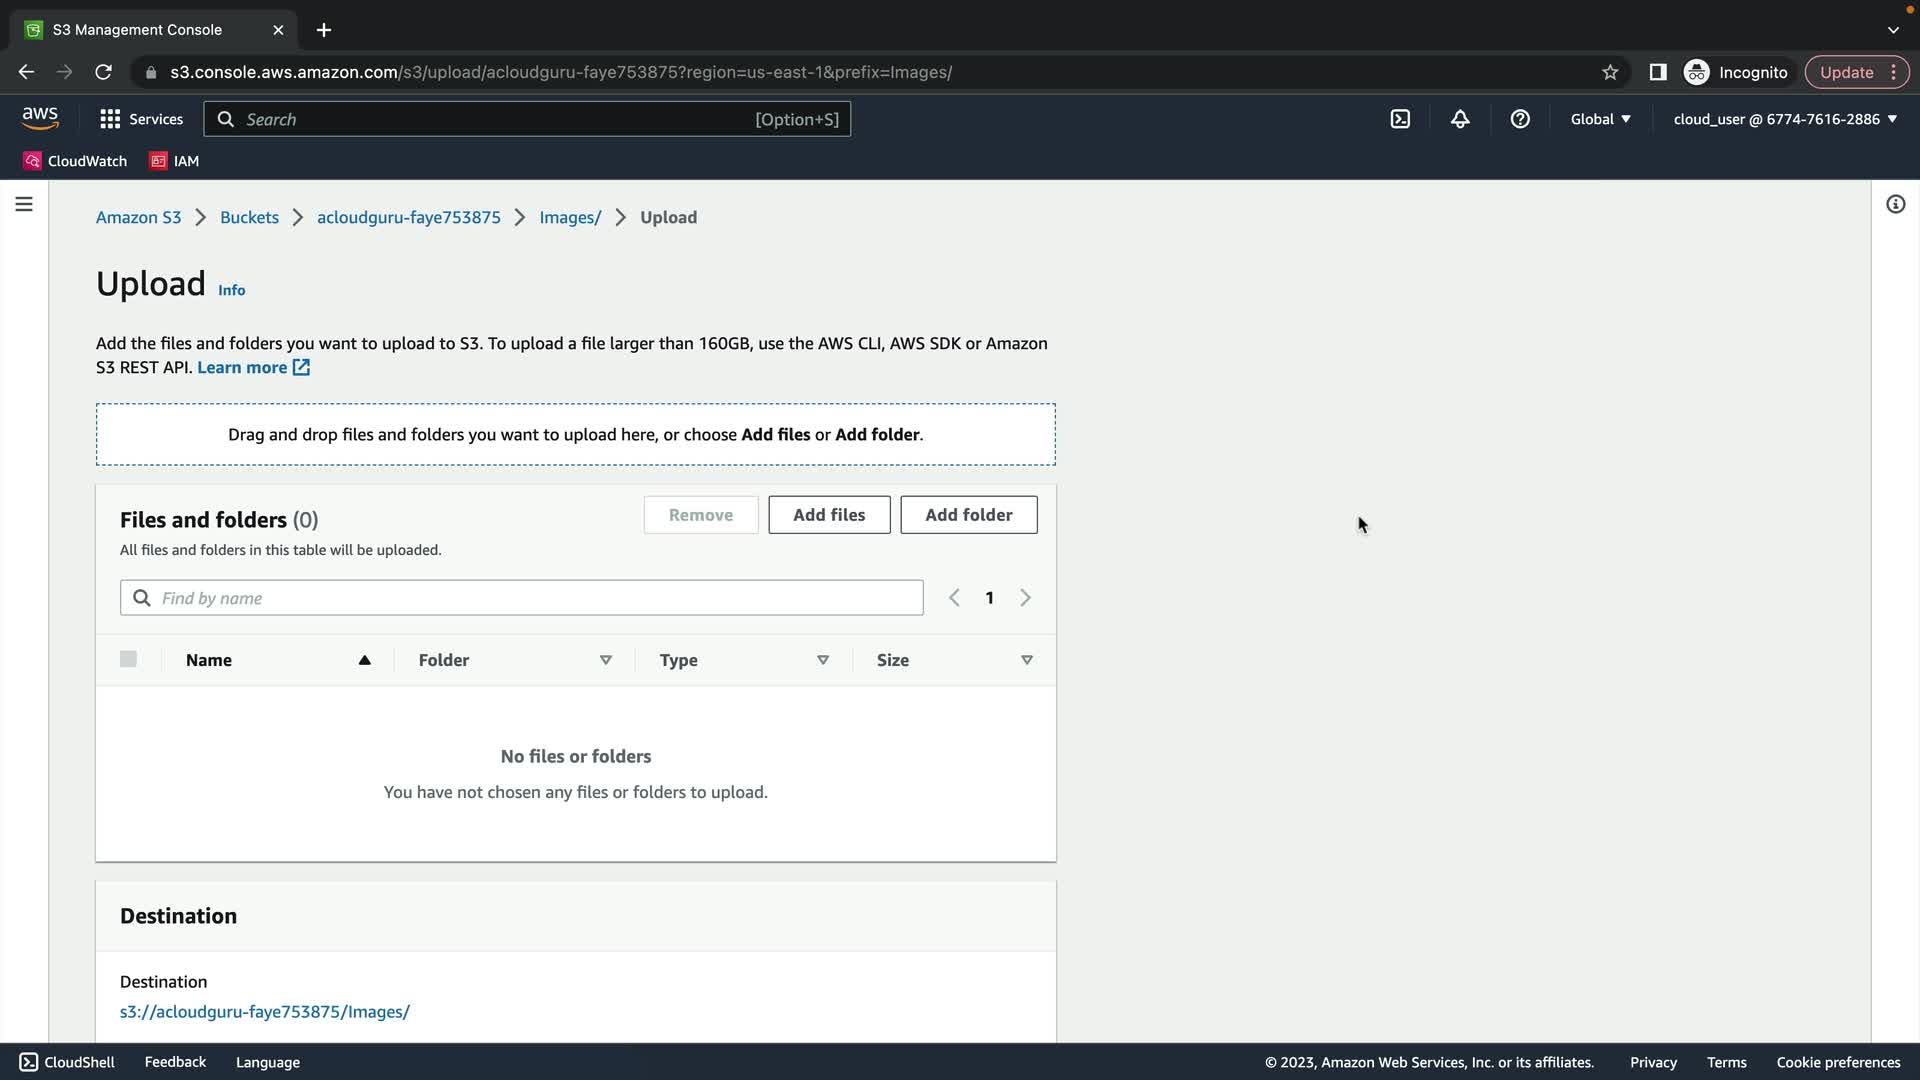 S3 Management Console
s3.console.aws.amazon.com/s3/upload/acloudguru-faye753875?region=us-east-1&prefix=Images/
Incognito
Update
aws
Services
Search
[Option+S]
Global
cloud_user @ 6774-7616-2886
CloudWatch
IAM
Amazon S3
Buckets
acloudguru-faye753875
Images/
Upload
Upload
Info
Add the files and folders you want to upload to S3. To upload a file larger than 160GB, use the AWS CLI, AWS SDK or Amazon
S3 REST API. Learn more
Drag and drop files and folders you want to upload here, or choose Add files or Add folder.
Files and folders (0)
Remove
Add files
Add folder
All files and folders in this table will be uploaded.
Find by name
1
Name
Folder
Type
Size
No files or folders
You have not chosen any files or folders to upload.
Destination
Destination
s3://acloudguru-faye753875/Images/
CloudShell
Feedback
Language
© 2023, Amazon Web Services, Inc. or its affiliates.
Privacy
Terms
Cookie preferences